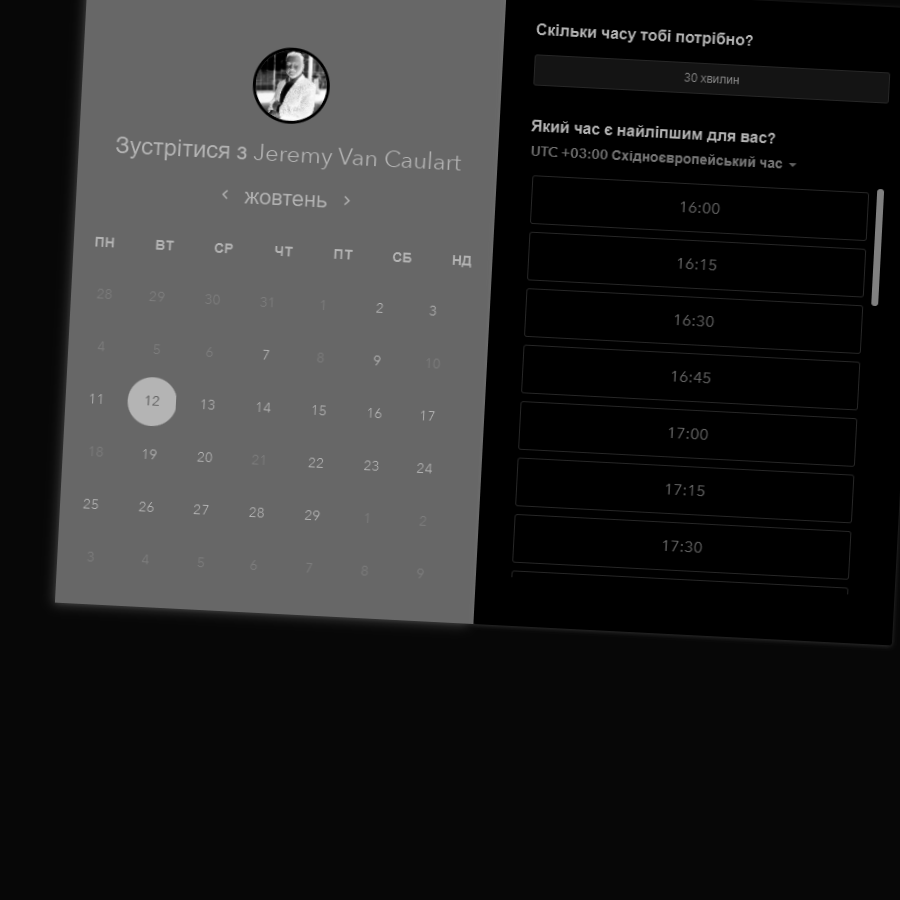 Зустрітися з Jeremy Van Caulart
жовтень
ПН ВТ СР ЧТ ПТ СБ НД
28 29 30 31 1 2 3
4 5 6 7 8 9 10
11 12 13 14 15 16 17
18 19 20 21 22 23 24
25 26 27 28 29 1 2
3 4 5 6 7 8 9
Скільки часу тобі потрібно?
30 хвилин
Який час є найліпшим для вас?
UTC +03:00 Східноєвропейський час
16:00
16:15
16:30
16:45
17:00
17:15
17:30